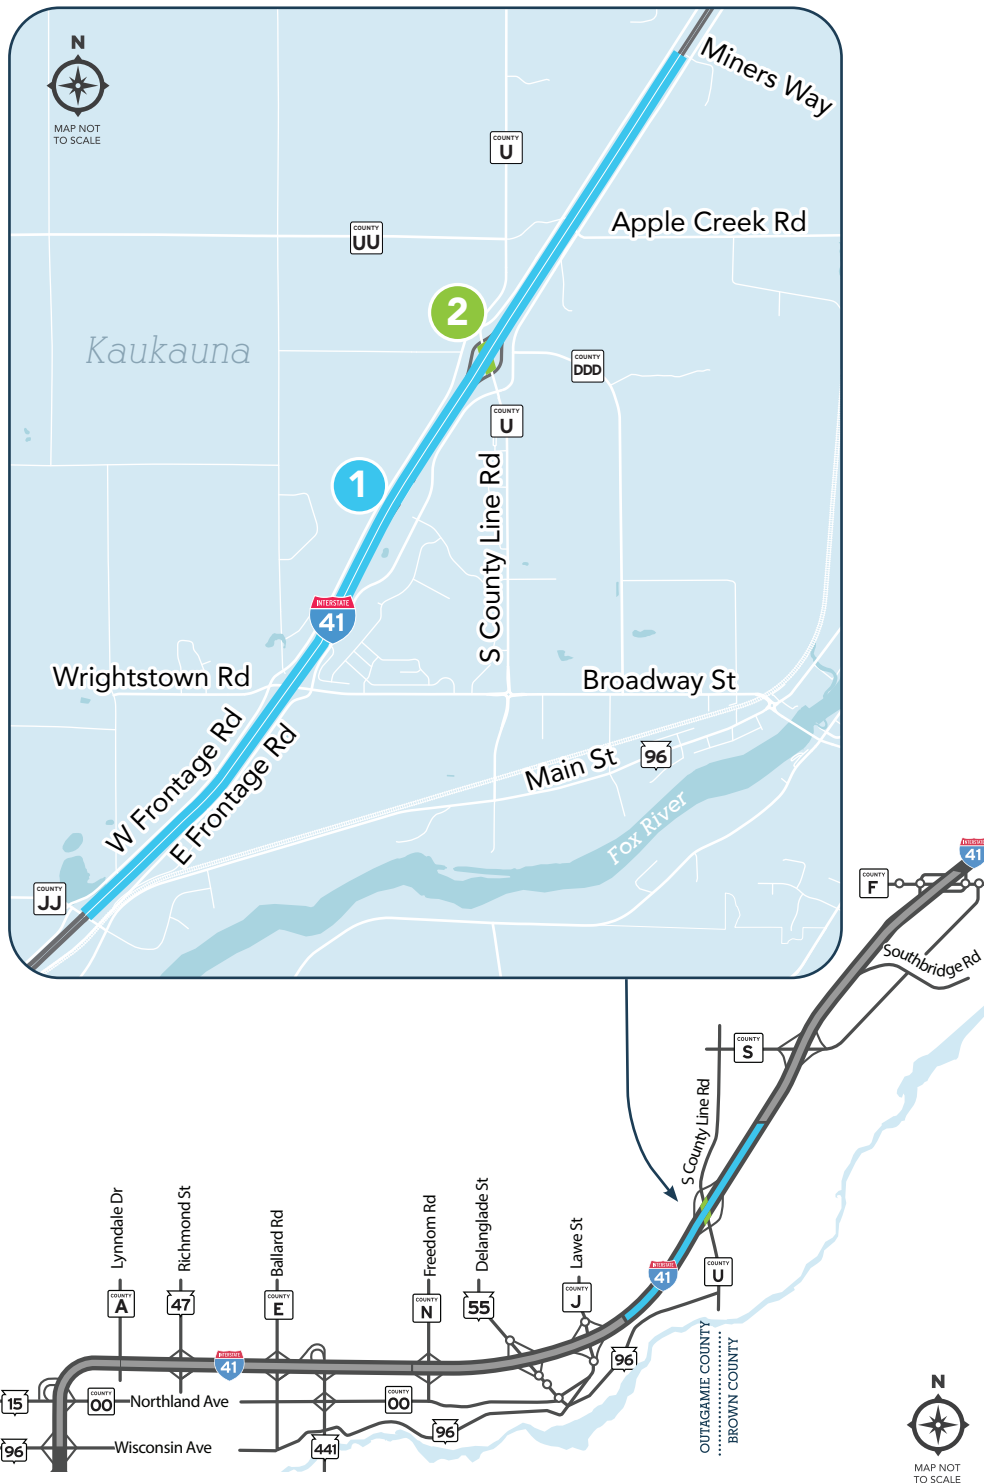 N
MAP NOT
TO SCALE
Miners Way
COUNTY
U
Apple Creek Rd
COUNTY
UU
2
Kaukauna
COUNTY
DDD
COUNTY
U
1
S County Line Rd
INTERSTATE
41
Wrightstown Rd
Broadway St
W Frontage Rd
E Frontage Rd
Main St
96
Fox River
COUNTY
JJ
INTERSTATE
41
COUNTY
F
Southbridge Rd
COUNTY
S
S County Line Rd
Lynndale Dr
Richmond St
Ballard Rd
Freedom Rd
Delanglade St
Lawe St
INTERSTATE
41
COUNTY
U
COUNTY
A
47
COUNTY
E
COUNTY
N
55
COUNTY
J
OUTAGAMIE COUNTY
BROWN COUNTY
INTERSTATE
41
96
15
COUNTY
OO
Northland Ave
COUNTY
OO
96
Wisconsin Ave
441
96
N
MAP NOT
TO SCALE